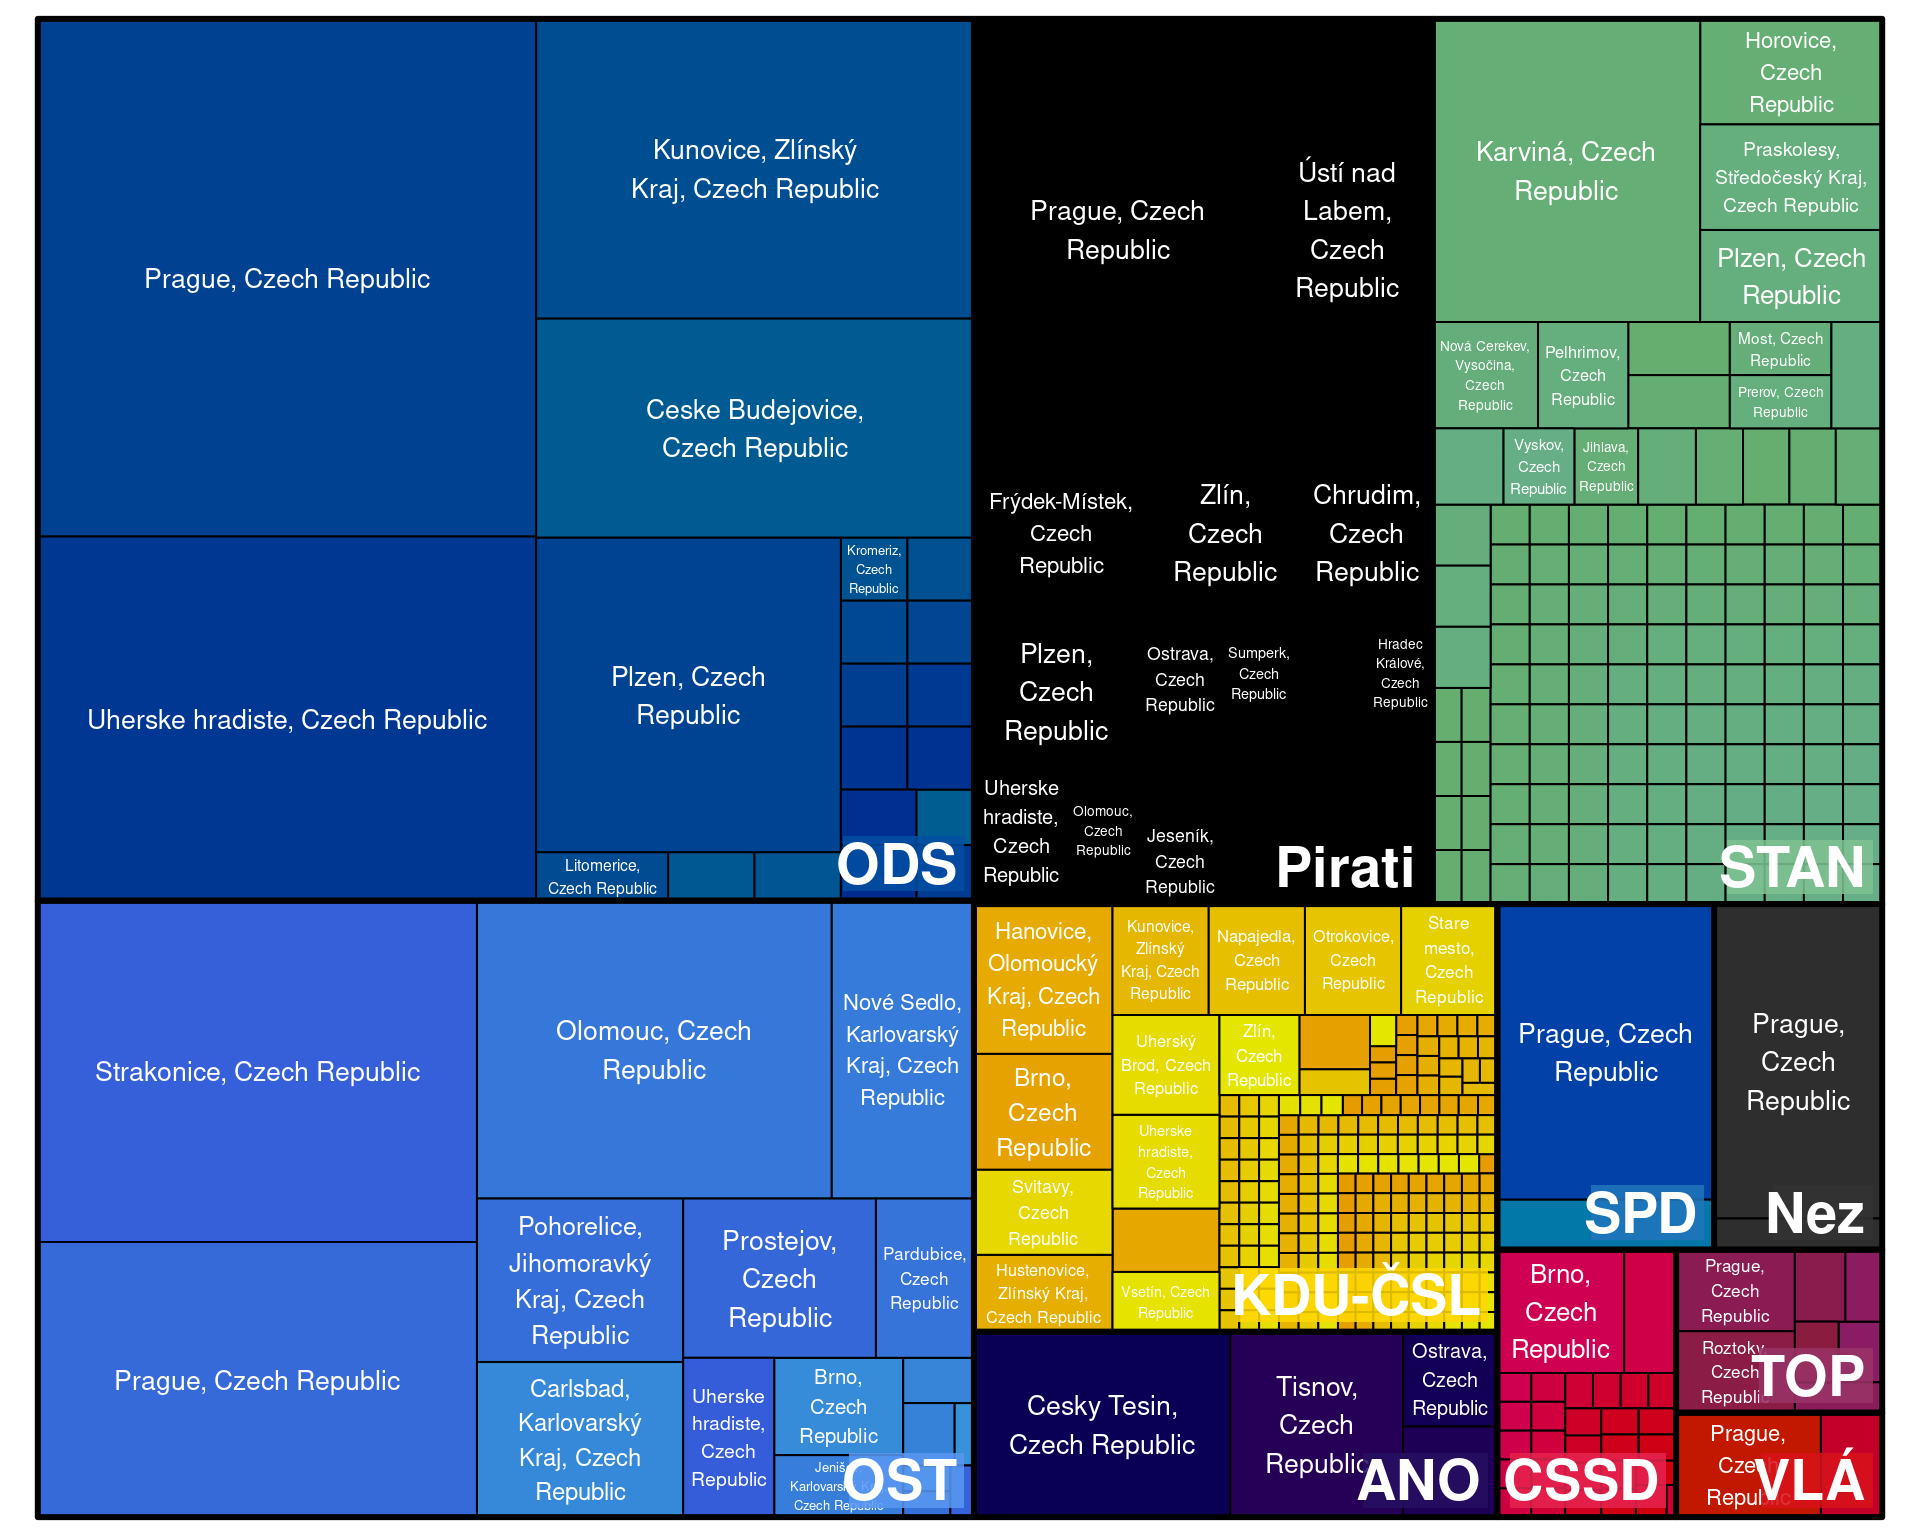 Prague, Czech Republic
Kunovice, Zlínský
Kraj, Czech Republic
Ceske Budejovice,
Czech Republic
Uherske hradiste, Czech Republic
Plzen, Czech
Republic
Kromeriz,
Czech
Republic
Litomerice,
Czech Republic
ODS
Prague, Czech
Republic
Ústí nad
Labem,
Czech
Republic
Frýdek-Místek,
Czech
Republic
Zlín,
Czech
Republic
Chrudim,
Czech
Republic
Plzen,
Czech
Republic
Ostrava,
Czech
Republic
Sumperk,
Czech
Republic
Hradec
Králové,
Czech
Republic
Uherske
hradiste,
Czech
Republic
Olomouc,
Czech
Republic
Jeseník,
Czech
Republic
Pirati
Karviná, Czech
Republic
Horovice,
Czech
Republic
Praskolesy,
Středočeský Kraj,
Czech Republic
Plzen, Czech
Republic
Nová Cerekev,
Vysočina,
Czech
Republic
Pelhrimov,
Czech
Republic
Most, Czech
Republic
Prerov, Czech
Republic
Vyskov,
Czech
Republic
Jihlava,
Czech
Republic
STAN
Strakonice, Czech Republic
Prague, Czech Republic
Olomouc, Czech
Republic
Nové Sedlo,
Karlovarský
Kraj, Czech
Republic
Pohorelice,
Jihomoravký
Kraj, Czech
Republic
Prostejov,
Czech
Republic
Pardubice,
Czech
Republic
Carlsbad,
Karlovarský
Kraj, Czech
Republic
Uherske
hradiste,
Czech
Republic
Brno,
Czech
Republic
Jeniš
Karlovarsk
Czech Republic
OST
Hanovice,
Olomoucký
Kraj, Czech
Republic
Kunovice,
Zlínský
Kraj, Czech
Republic
Napajedla,
Czech
Republic
Otrokovice,
Czech
Republic
Stare
mesto,
Czech
Republic
Brno,
Czech
Republic
Uherský
Brod, Czech
Republic
Zlín,
Czech
Republic
Uherske
hradiste,
Czech
Republic
Svitavy,
Czech
Republic
Hustenovice,
Zlínský Kraj,
Czech Republic
Vsetín, Czech
Republic
KDU-ČSL
Prague, Czech
Republic
SPD
Prague,
Czech
Republic
Nez
Cesky Tesin,
Czech Republic
Tisnov,
Czech
Republic
Ostrava,
Czech
Republic
ANO
Brno,
Czech
Republic
CSSD
Prague,
Czech
Republic
Roztoky,
Czech
Republic
TOP
Prague,
Czech
Republic
VLÁ